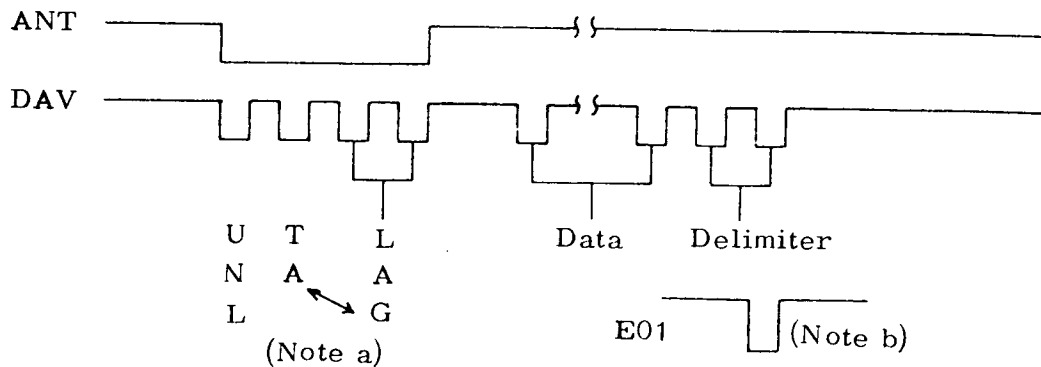 ANT
DAV
U T L Data Delimiter
N A A
L G E01 (Note b)
(Note a)